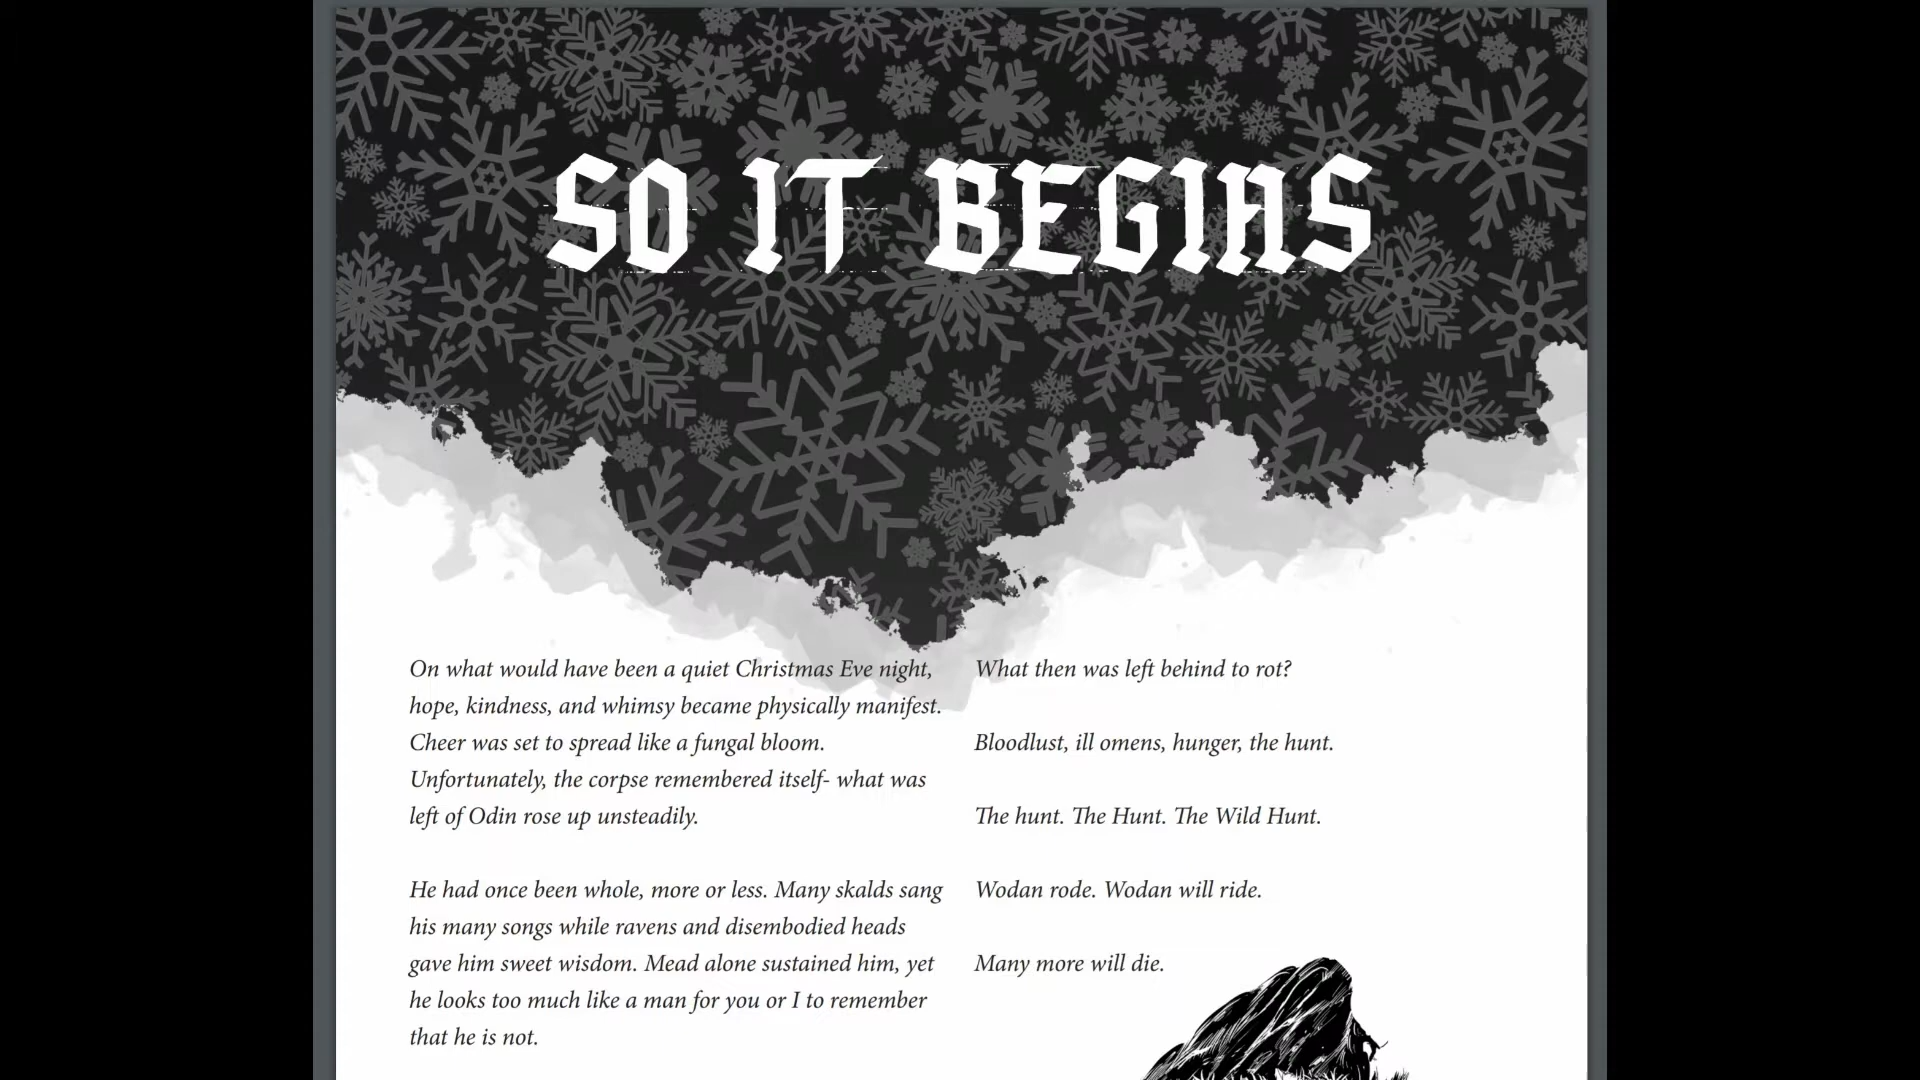 SO IT BEGINS
On what would have been a quiet Christmas Eve night,
hope, kindness, and whimsy became physically manifest.
Cheer was set to spread like a fungal bloom.
Unfortunately, the corpse remembered itself- what was
left of Odin rose up unsteadily.
He had once been whole, more or less. Many skalds sang
his many songs while ravens and disembodied heads
gave him sweet wisdom. Mead alone sustained him, yet
he looks too much like a man for you or I to remember
that he is not.
What then was left behind to rot?
Bloodlust, ill omens, hunger, the hunt.
The hunt. The Hunt. The Wild Hunt.
Wodan rode. Wodan will ride.
Many more will die.